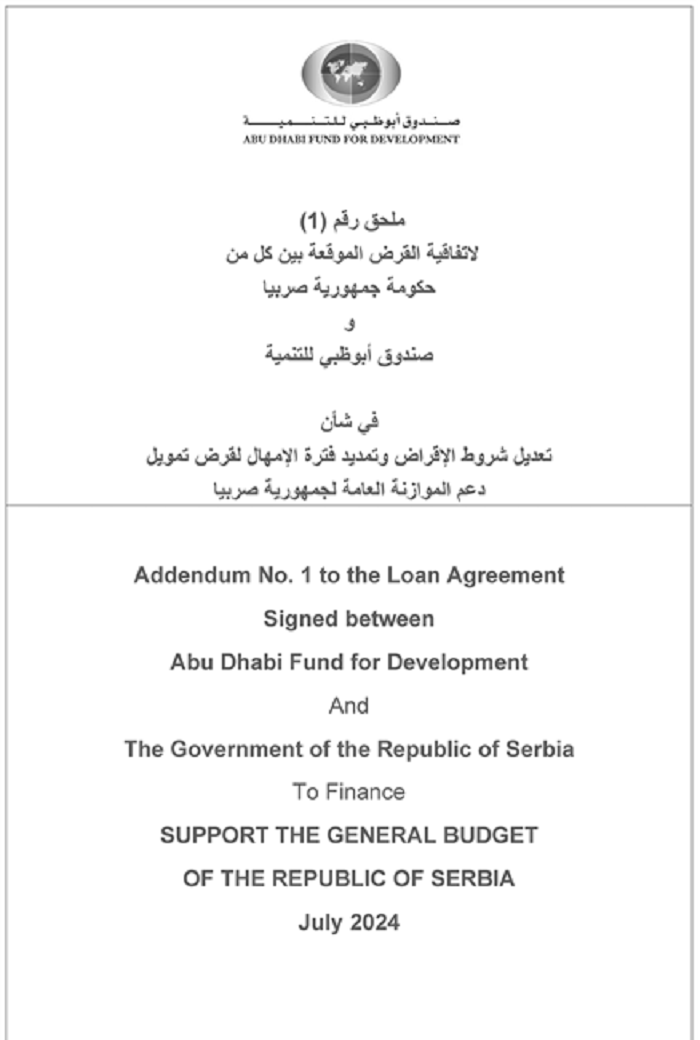 صندوق أبوظبي للتنمية
ABU DHABI FUND FOR DEVELOPMENT
ملحق رقم (1)
لاتفاقية القرض الموقعة بين كل من
حكومة جمهورية صربيا
و
صندوق أبوظبي للتنمية
في شأن
تعديل شروط الإقراض وتمديد فترة الإمهال لقرض تمويل
دعم الموازنة العامة لجمهورية صربيا
Addendum No. 1 to the Loan Agreement
Signed between
Abu Dhabi Fund for Development
And
The Government of the Republic of Serbia
To Finance
SUPPORT THE GENERAL BUDGET
OF THE REPUBLIC OF SERBIA
July 2024